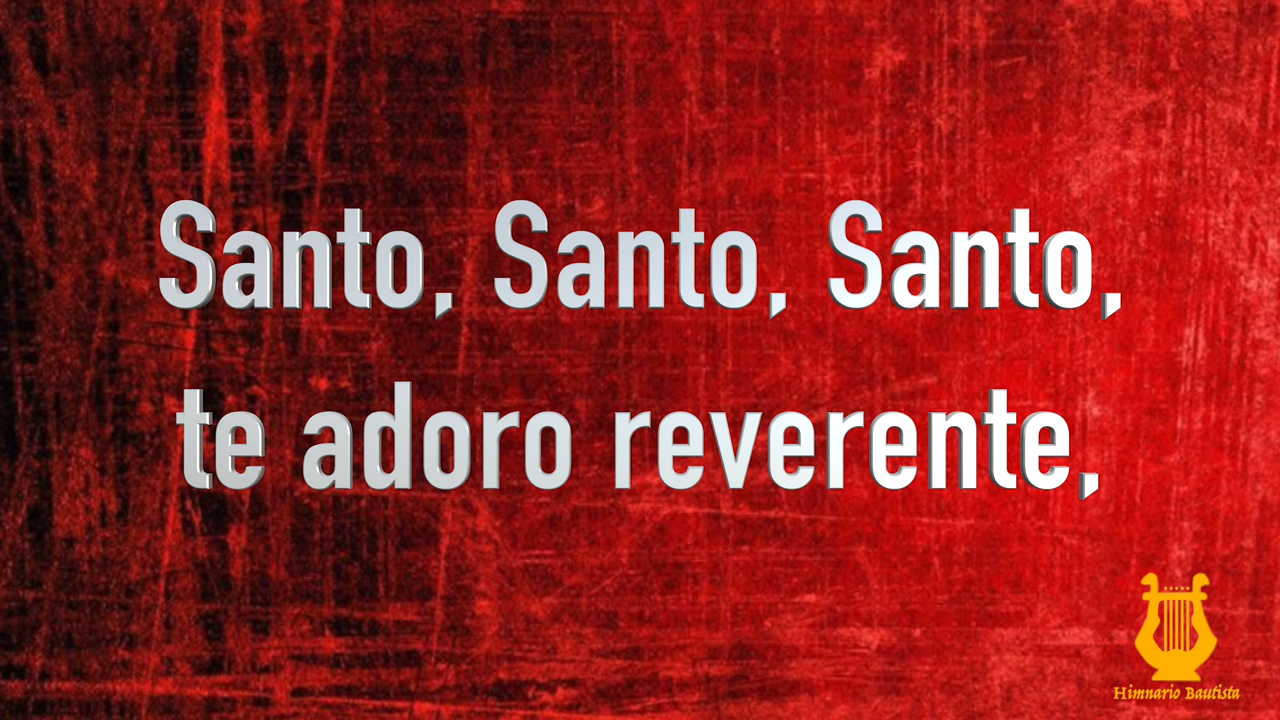 Santo, Santo, Santo,
te adoro reverente,
Himnario Bautista